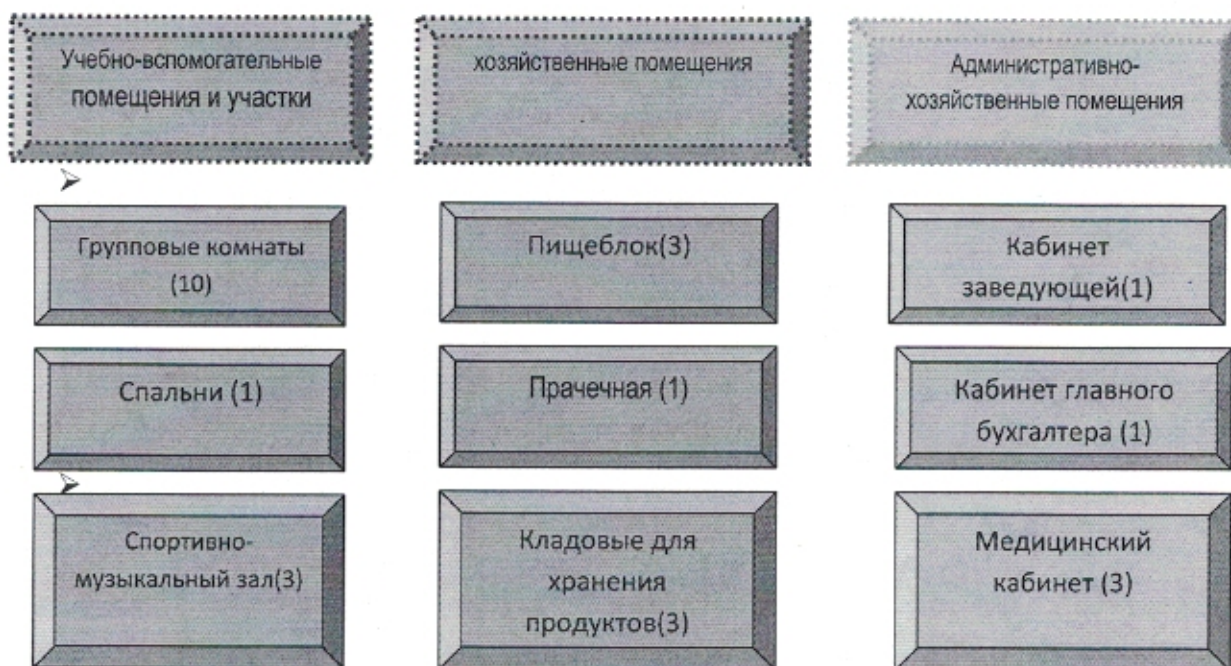 Учебно-вспомогательные
помещения и участки
хозяйственные помещения
Административно-
хозяйственные помещения
Групповые комнаты
(10)
Пищеблок(3)
Кабинет
заведующей(1)
Спальни (1)
Прачечная (1)
Кабинет главного
бухгалтера (1)
Спортивно-
музыкальный зал(3)
Кладовые для
хранения
продуктов(3)
Медицинский
кабинет (3)